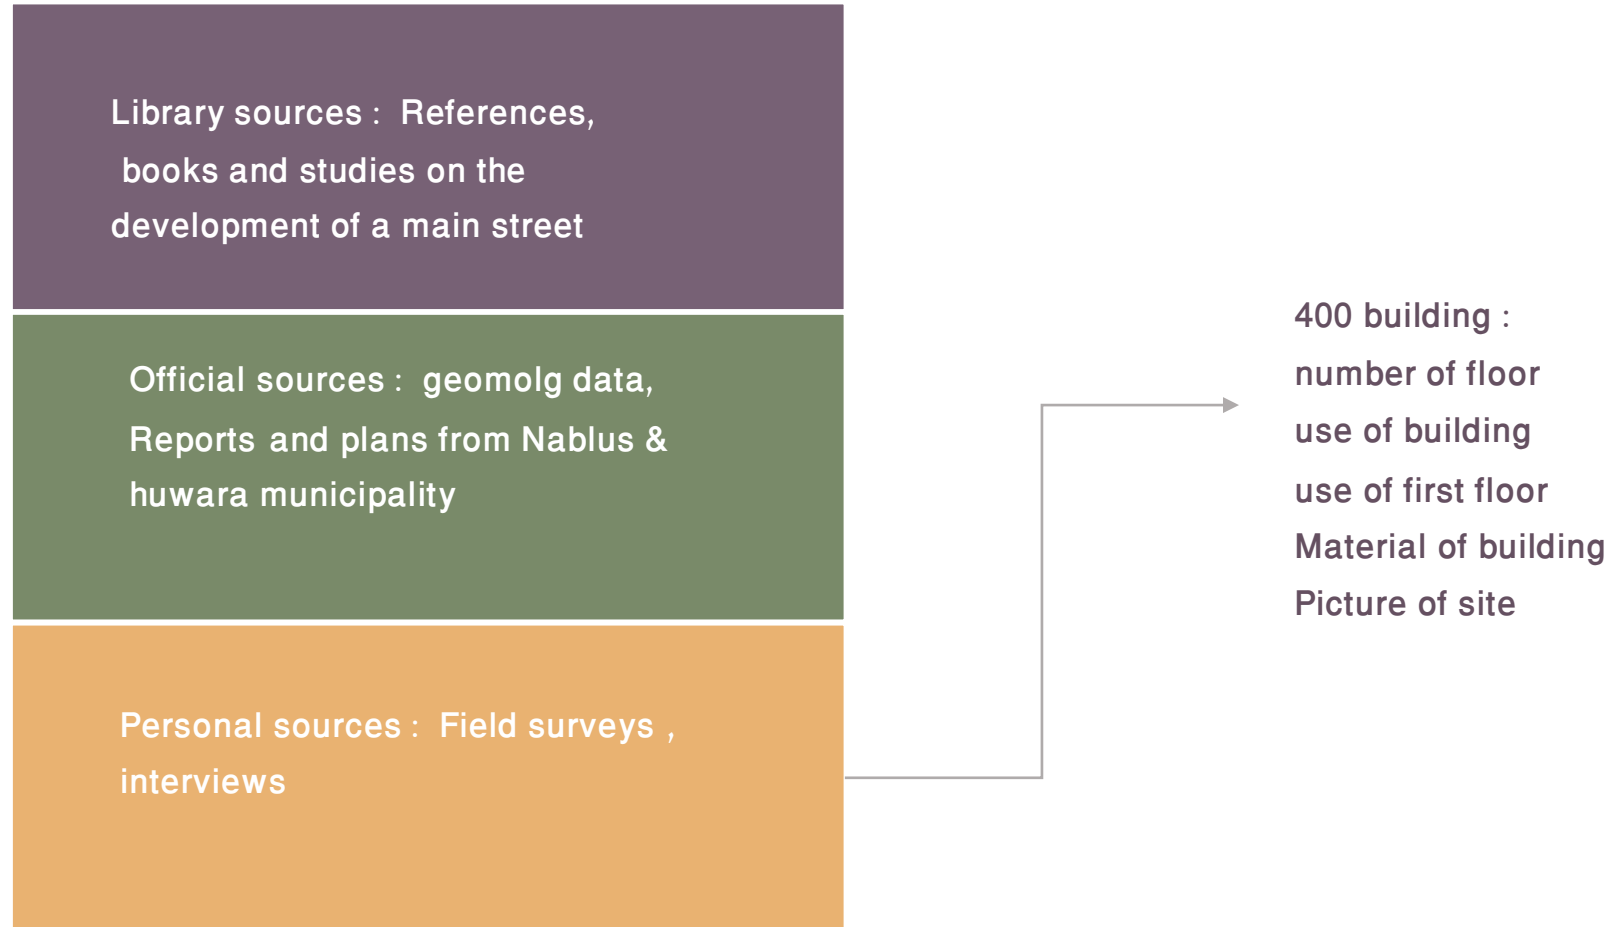 Library sources : References,
books and studies on the
development of a main street
Official sources : geomolg data,
Reports and plans from Nablus &
huwara municipality
Personal sources : Field surveys ,
interviews
400 building :
number of floor
use of building
use of first floor
Material of building
Picture of site